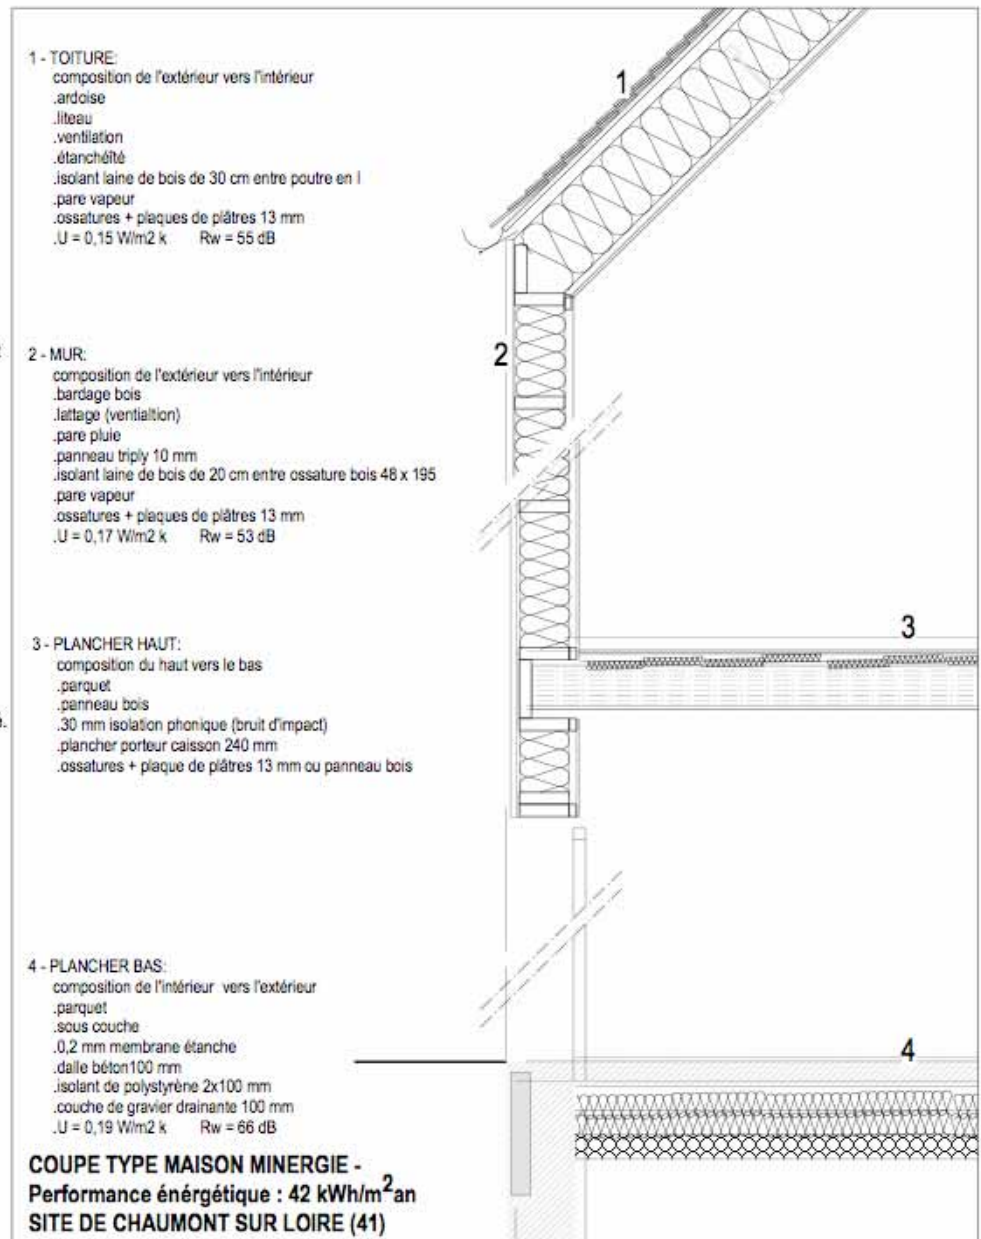 1 - TOITURE:
composition de l'extérieur vers l'intérieur
.ardoise
.liteau
.ventilation
.étanchéîté
.isolant laine de bois de 30 cm entre poutre en I
.pare vapeur
.ossatures + plaques de plâtres 13 mm
.U = 0,15 W/m2 k Rw = 55 dB
1
2 - MUR:
composition de l'extérieur vers l'intérieur
.bardage bois
.lattage (ventialtion)
.pare pluie
.panneau triply 10 mm
.isolant laine de bois de 20 cm entre ossature bois 48 x 195
.pare vapeur
.ossatures + plaques de plâtres 13 mm
.U = 0,17 W/m2 k Rw = 53 dB
2
3 - PLANCHER HAUT:
composition du haut vers le bas
.parquet
.panneau bois
.30 mm isolation phonique (bruit d'impact)
.plancher porteur caisson 240 mm
.ossatures + plaque de plâtres 13 mm ou panneau bois
3
4 - PLANCHER BAS:
composition de l'intérieur vers l'extérieur
.parquet
.sous couche
.0,2 mm membrane étanche
.dalle béton100 mm
.isolant de polystyrène 2x100 mm
.couche de gravier drainante 100 mm
.U = 0,19 W/m2 k Rw = 66 dB
4
COUPE TYPE MAISON MINERGIE -
Performance énérgétique : 42 kWh/m²an
SITE DE CHAUMONT SUR LOIRE (41)